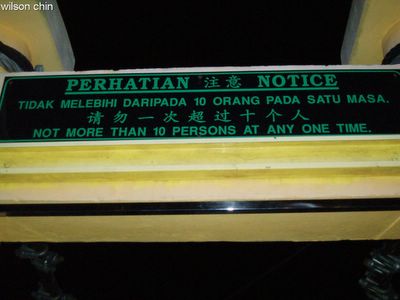 wilson chin
PERHATIAN 注意 NOTICE
TIDAK MELEBIHI DARIPADA 10 ORANG PADA SATU MASA.
请勿一次超过十个人
NOT MORE THAN 10 PERSONS AT ANY ONE TIME.